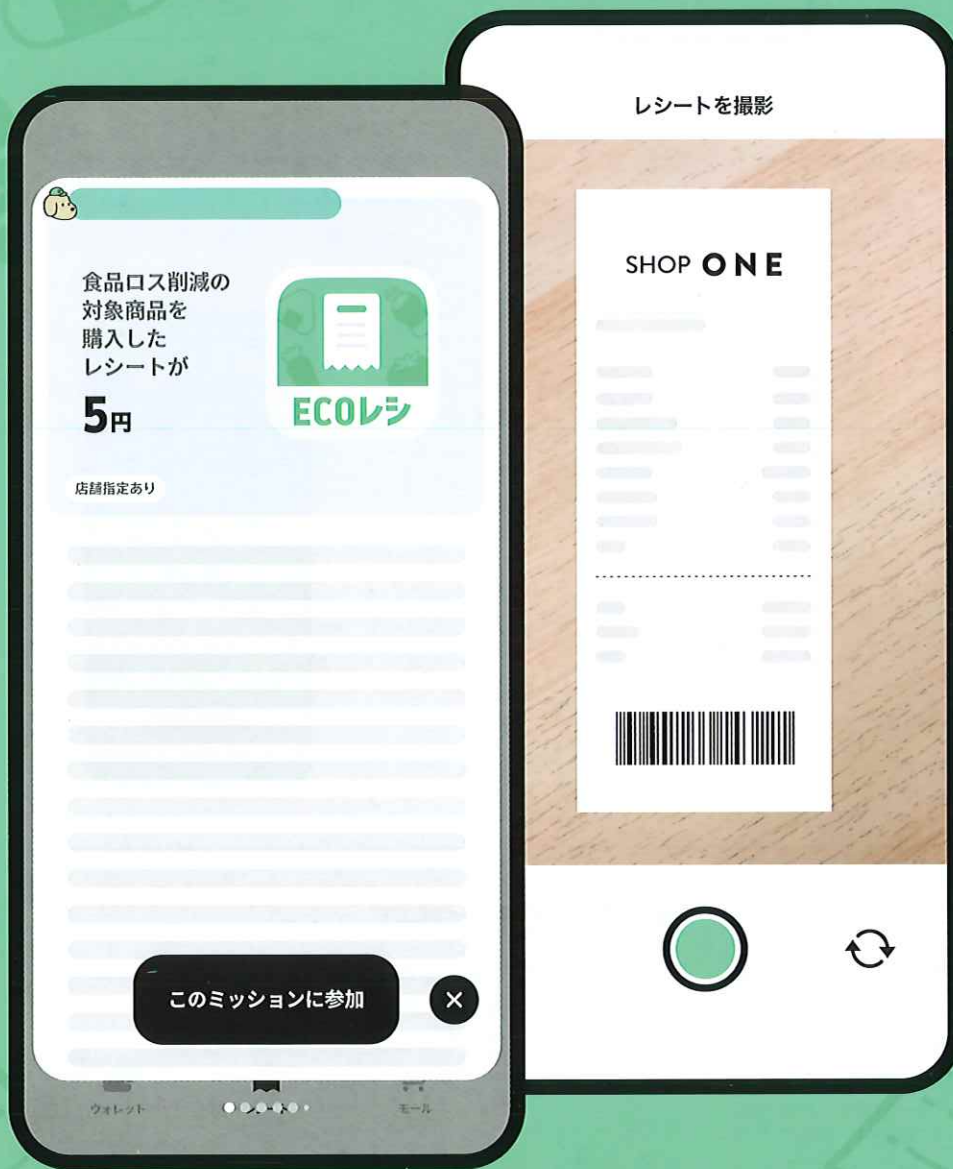 食品ロス削減の
対象商品を
購入した
レシートが
5円
ECOレシ
店舗指定あり
このミッションに参加
ウォレット
モール
レシートを撮影
SHOP ONE